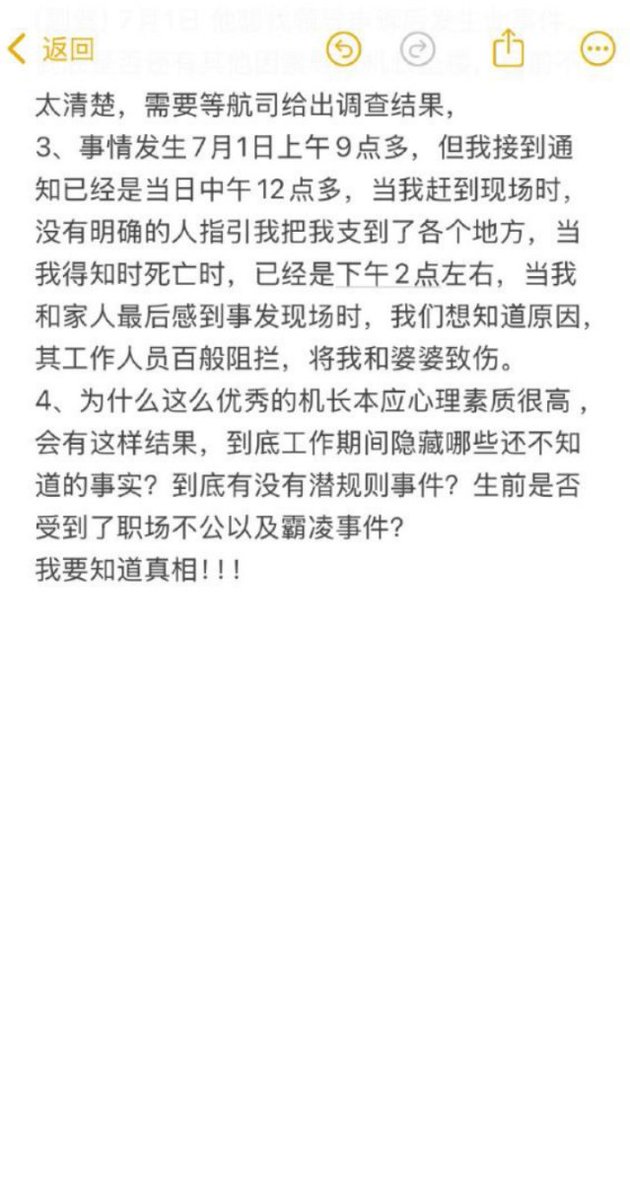 返回
太清楚，需要等航司给出调查结果，
3、事情发生7月1日上午9点多，但我接到通
知已经是当日中午12点多，当我赶到现场时，
没有明确的人指引我把我支到了各个地方，当
我得知时死亡时，已经是下午2点左右，当我
和家人最后感到事发现场时，我们想知道原因，
其工作人员百般阻拦，将我和婆婆致伤。
4、为什么这么优秀的机长本应心理素质很高，
会有这样结果，到底工作期间隐藏哪些还不知
道的事实？到底有没有潜规则事件？生前是否
受到了职场不公以及霸凌事件？
我要知道真相！！！